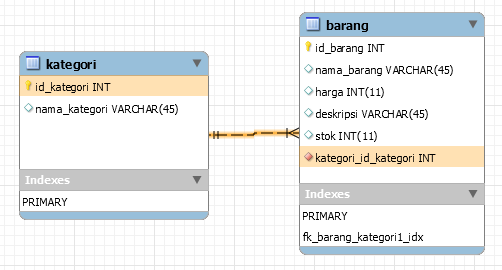 kategori
id_kategori INT
nama_kategori VARCHAR(45)
Indexes
PRIMARY
barang
id_barang INT
nama_barang VARCHAR(45)
harga INT(11)
deskripsi VARCHAR(45)
stok INT(11)
kategori_id_kategori INT
Indexes
PRIMARY
fk_barang_kategori1_idx